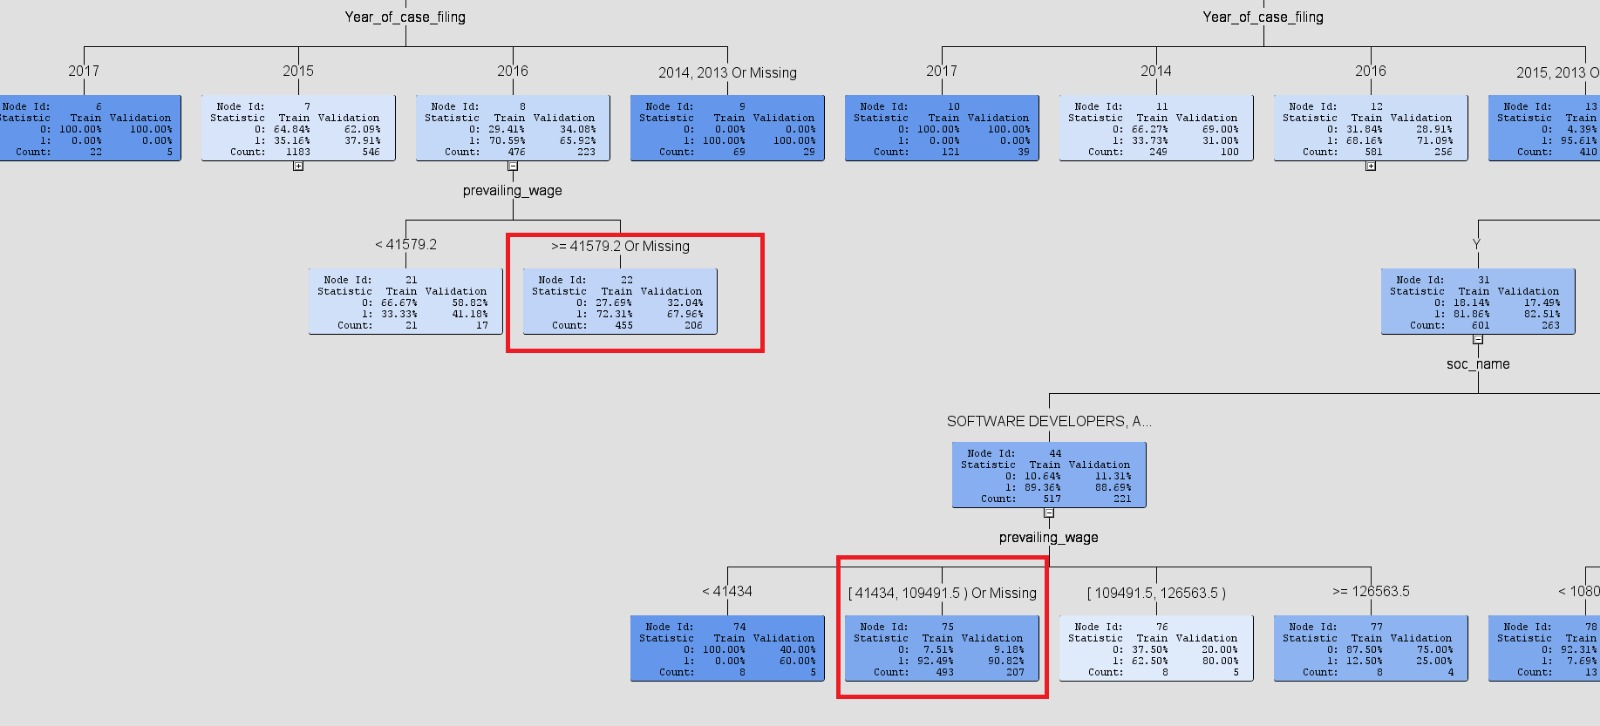 Year_of_case_filing
Year_of_case_filing
2017
2015
2016
2014, 2013 Or Missing
2017
2014
2016
2015, 2013 O
Node Id: 6
Statistic Train Validation
0: 100.00% 100.00%
1: 0.00% 0.00%
Count: 22 5
Node Id: 7
Statistic Train Validation
0: 64.84% 62.09%
1: 35.16% 37.91%
Count: 1183 546
Node Id: 8
Statistic Train Validation
0: 29.41% 34.08%
1: 70.59% 65.92%
Count: 476 223
Node Id: 9
Statistic Train Validation
0: 0.00% 0.00%
1: 100.00% 100.00%
Count: 69 29
Node Id: 10
Statistic Train Validation
0: 100.00% 100.00%
1: 0.00% 0.00%
Count: 121 39
Node Id: 11
Statistic Train Validation
0: 66.27% 69.00%
1: 33.73% 31.00%
Count: 249 100
Node Id: 12
Statistic Train Validation
0: 31.84% 28.91%
1: 68.16% 71.09%
Count: 581 256
Node Id: 13
Statistic Train
0: 4.39%
1: 95.61%
Count: 410
prevailing_wage
< 41579.2
>= 41579.2 Or Missing
Y
Node Id: 21
Statistic Train Validation
0: 66.67% 58.82%
1: 33.33% 41.18%
Count: 21 17
Node Id: 22
Statistic Train Validation
0: 27.69% 32.04%
1: 72.31% 67.96%
Count: 455 206
Node Id: 31
Statistic Train Validation
0: 18.14% 17.49%
1: 81.86% 82.51%
Count: 601 263
soc_name
SOFTWARE DEVELOPERS, A...
Node Id: 44
Statistic Train Validation
0: 10.64% 11.31%
1: 89.36% 88.69%
Count: 517 221
prevailing_wage
< 41434
[ 41434, 109491.5 ) Or Missing
[ 109491.5, 126563.5 )
>= 126563.5
< 1080
Node Id: 74
Statistic Train Validation
0: 100.00% 40.00%
1: 0.00% 60.00%
Count: 8 5
Node Id: 75
Statistic Train Validation
0: 7.51% 9.18%
1: 92.49% 90.82%
Count: 493 207
Node Id: 76
Statistic Train Validation
0: 37.50% 20.00%
1: 62.50% 80.00%
Count: 8 5
Node Id: 77
Statistic Train Validation
0: 87.50% 75.00%
1: 12.50% 25.00%
Count: 8 4
Node Id: 78
Statistic Train
0: 92.31%
1: 7.69%
Count: 13